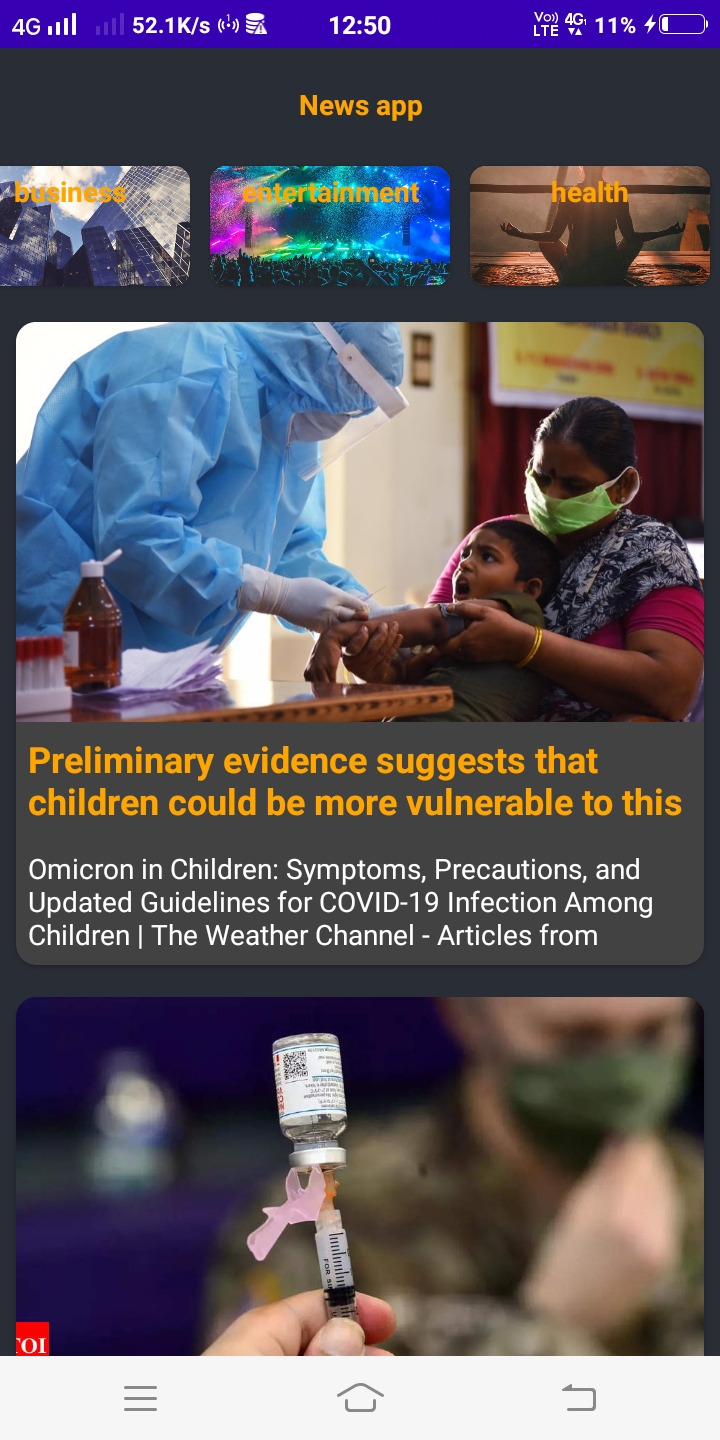 4G 52.1K/s 12:50 Vo)) LTE 4G 11%
News app
business entertainment health
Preliminary evidence suggests that
children could be more vulnerable to this
Omicron in Children: Symptoms, Precautions, and
Updated Guidelines for COVID-19 Infection Among
Children | The Weather Channel - Articles from
TOI